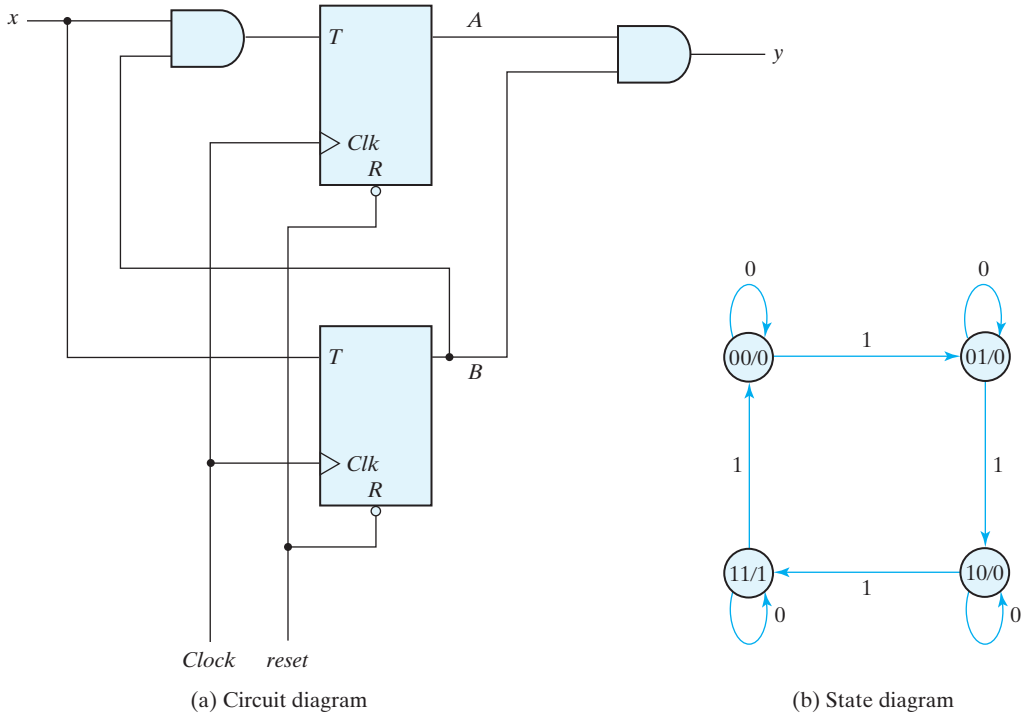 x
T
A
y
Clk
R
T
B
Clk
R
Clock reset
(a) Circuit diagram
0 0
00/0 1 01/0
1 1
11/1 1 10/0
0 0
(b) State diagram